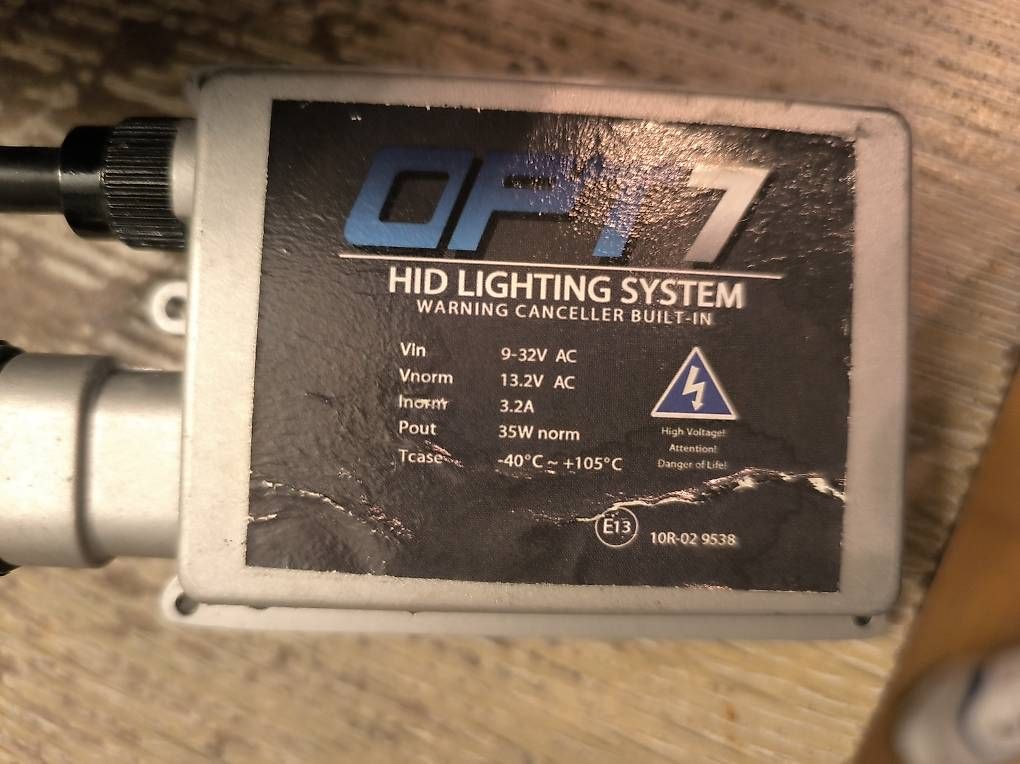 OPT7
HID LIGHTING SYSTEM
WARNING CANCELLER BUILT-IN
Vin 9-32V AC
Vnorm 13.2V AC
Inorm 3.2A
Pout 35W norm
Tcase -40°C ~ +105°C
High Voltage!
Attention!
Danger of Life!
E13 10R-02 9538